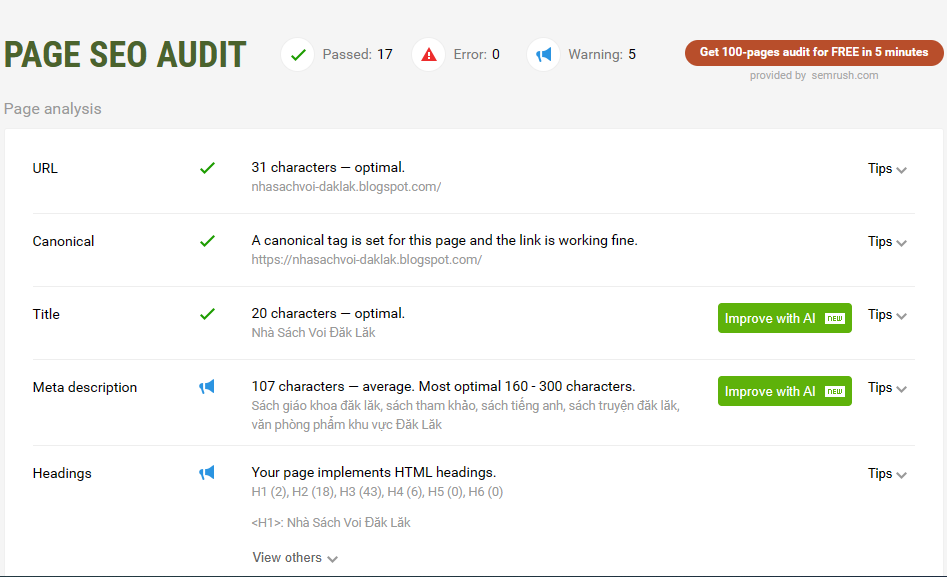 PAGE SEO AUDIT
Passed: 17
Error: 0
Warning: 5
Get 100-pages audit for FREE in 5 minutes
provided by semrush.com
Page analysis
URL
31 characters — optimal.
Tips
nhasachvoi-daklak.blogspot.com/
Canonical
A canonical tag is set for this page and the link is working fine.
Tips
https://nhasachvoi-daklak.blogspot.com/
Title
20 characters — optimal.
Improve with AI NEW
Tips
Nhà Sách Voi Đăk Lăk
Meta description
107 characters — average. Most optimal 160 - 300 characters.
Improve with AI NEW
Tips
Sách giáo khoa đăk lăk, sách tham khảo, sách tiếng anh, sách truyện đăk lăk,
văn phòng phẩm khu vực Đăk Lăk
Headings
Your page implements HTML headings.
Tips
H1 (2), H2 (18), H3 (43), H4 (6), H5 (0), H6 (0)
<H1>: Nhà Sách Voi Đăk Lăk
View others